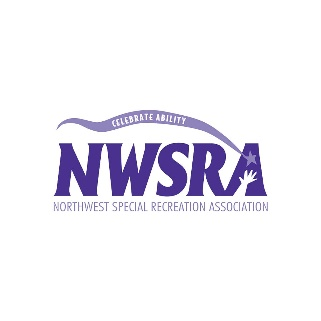 CELEBRATE ABILITY
NWSRA
NORTHWEST SPECIAL RECREATION ASSOCIATION